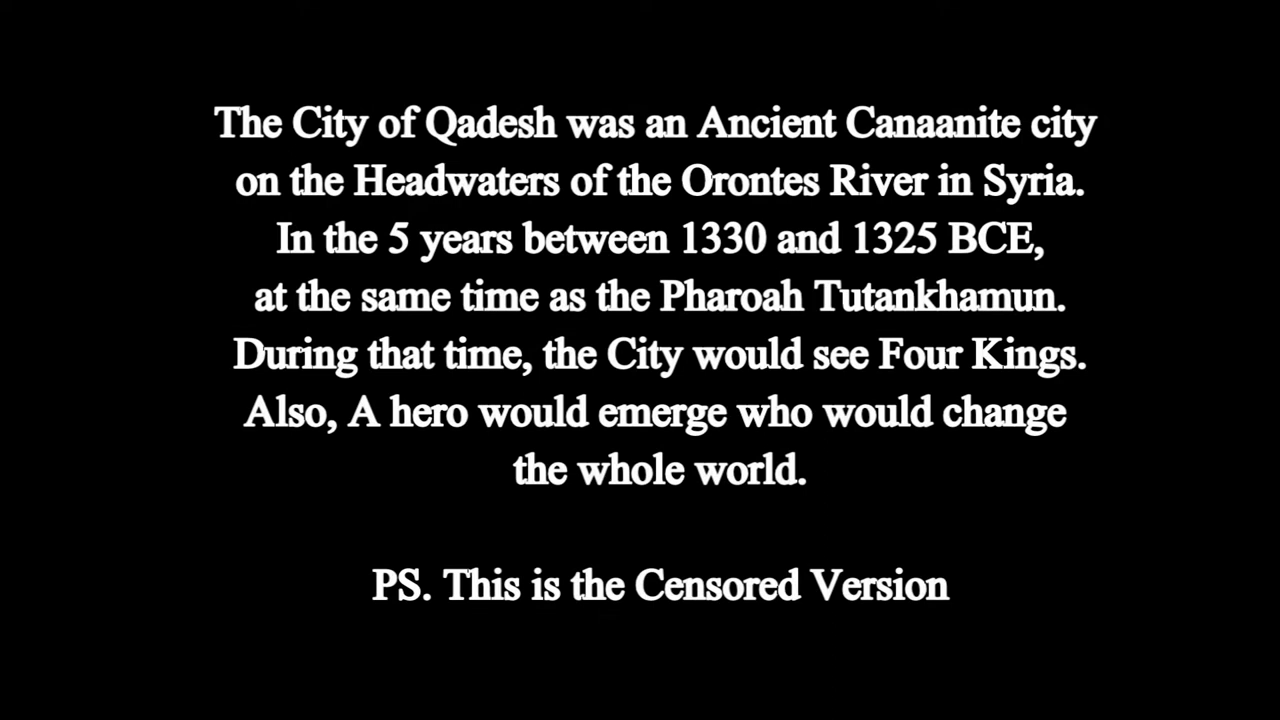 The City of Qadesh was an Ancient Canaanite city
on the Headwaters of the Orontes River in Syria.
In the 5 years between 1330 and 1325 BCE,
at the same time as the Pharoah Tutankhamun.
During that time, the City would see Four Kings.
Also, A hero would emerge who would change
the whole world.
PS. This is the Censored Version